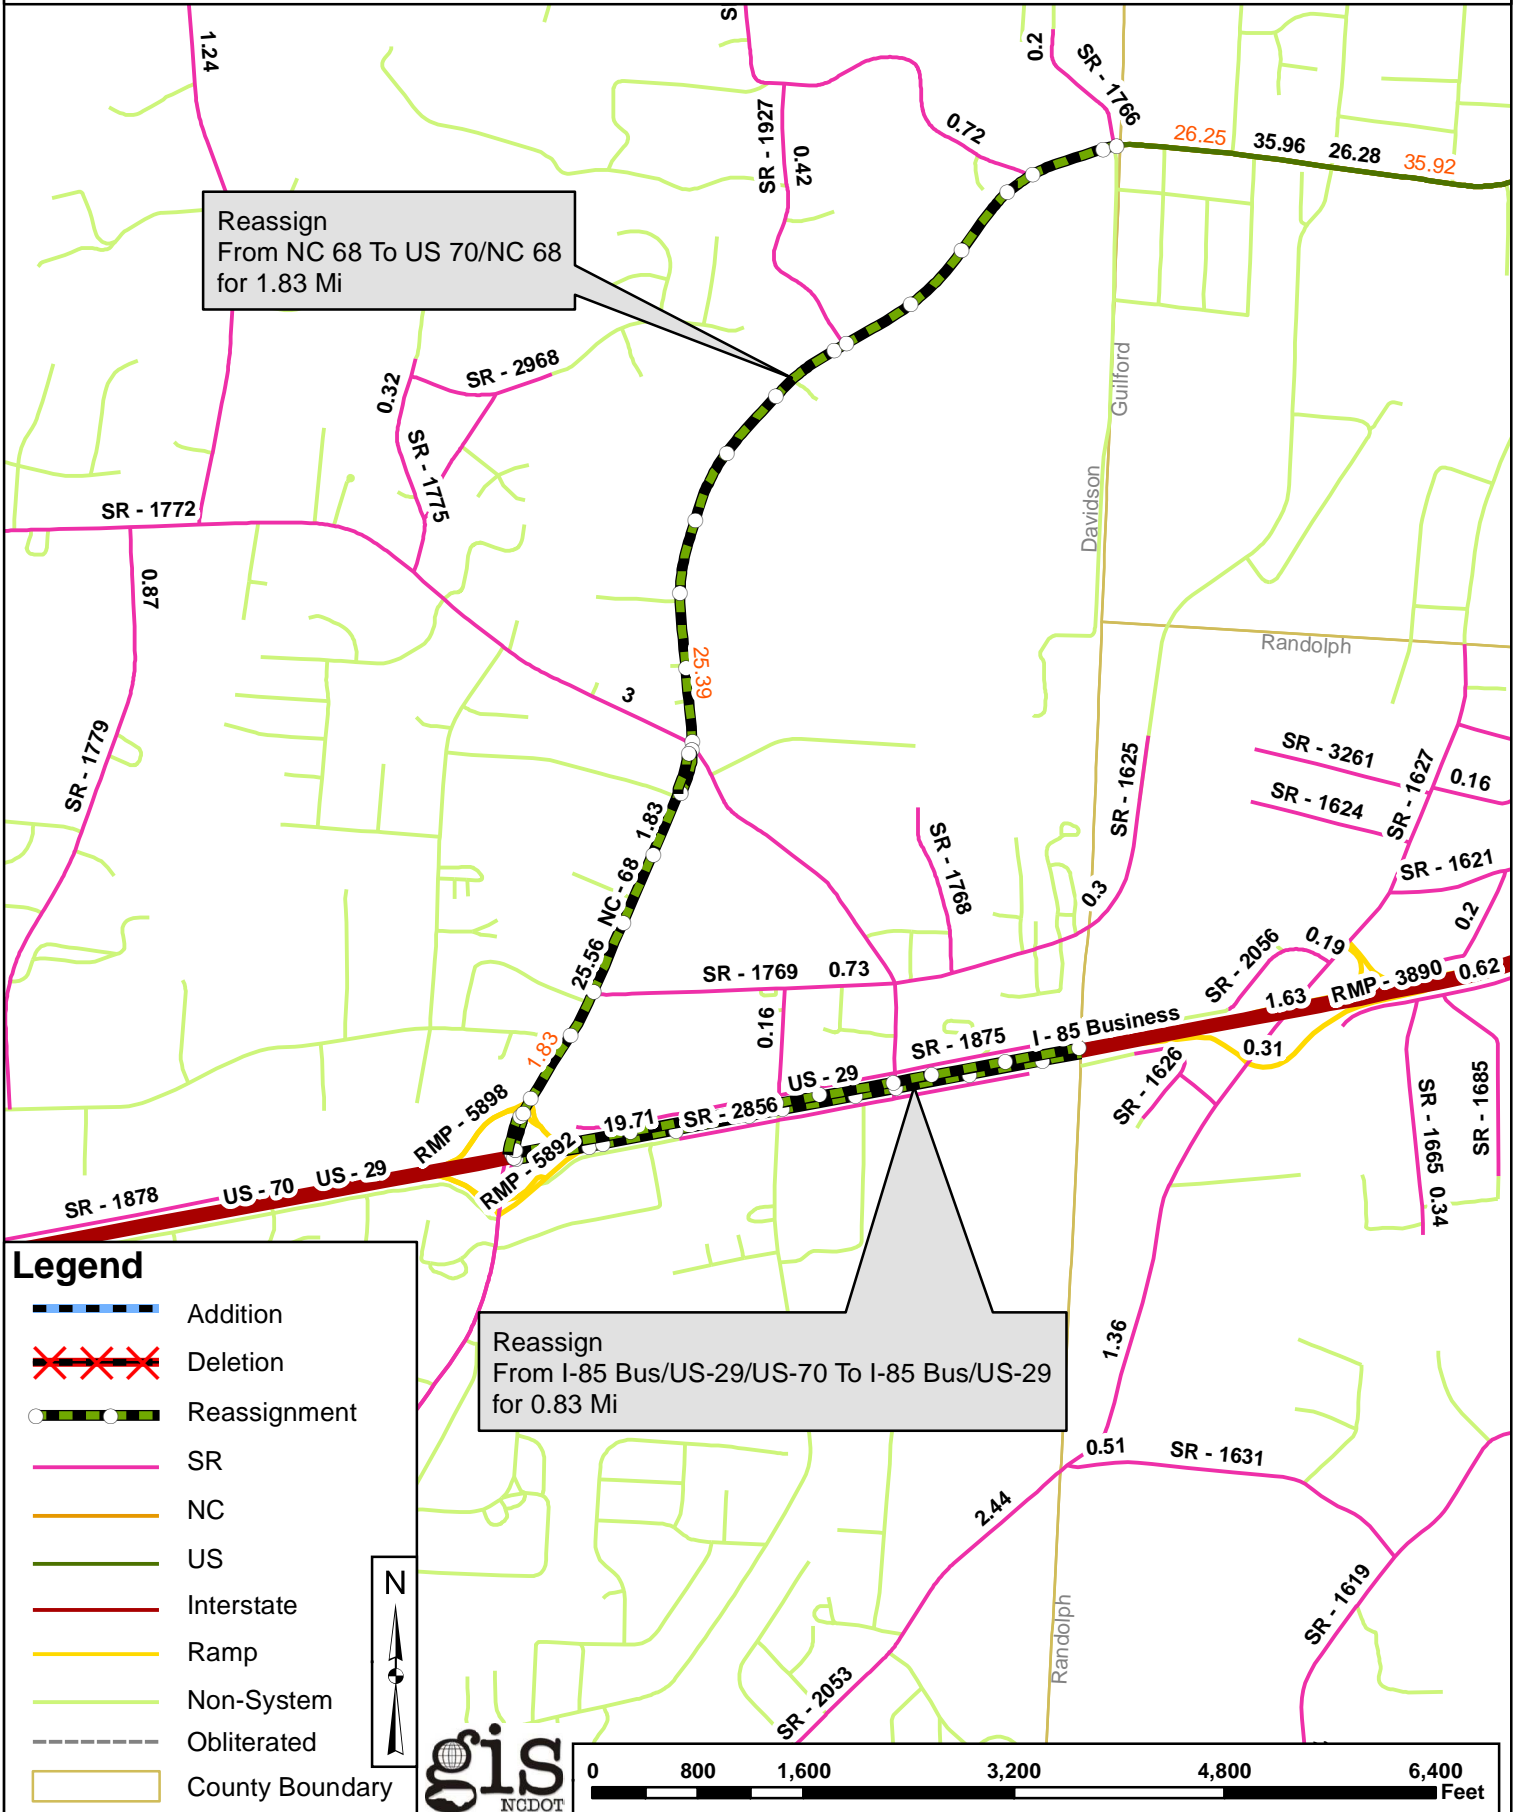 1.24
S
0.2
SR - 1766
SR - 1927
0.42
0.72
26.25
35.96
26.28
35.92
Reassign
From NC 68 To US 70/NC 68
for 1.83 Mi
Guilford
Davidson
0.32
SR - 2968
SR - 1775
SR - 1772
0.87
Randolph
25.39
3
SR - 1779
SR - 1625
SR - 3261
SR - 1627
0.16
SR - 1624
1.83
NC - 68
SR - 1768
SR - 1621
0.3
0.2
25.56
SR - 1769
0.73
SR - 2056
0.19
RMP - 3890
0.62
1.63
0.16
1.83
SR - 1875
I - 85 Business
0.31
US - 29
SR - 1626
RMP - 5898
19.71
SR - 2856
SR - 1665
0.34
SR - 1685
RMP - 5892
SR - 1878
US - 70
US - 29
Reassign
From I-85 Bus/US-29/US-70 To I-85 Bus/US-29
for 0.83 Mi
1.36
0.51
SR - 1631
2.44
SR - 1619
Randolph
SR - 2053
Legend
Addition
Deletion
Reassignment
SR
NC
US
Interstate
Ramp
Non-System
Obliterated
County Boundary
N
gis
NCDOT
0
800
1,600
3,200
4,800
6,400
Feet